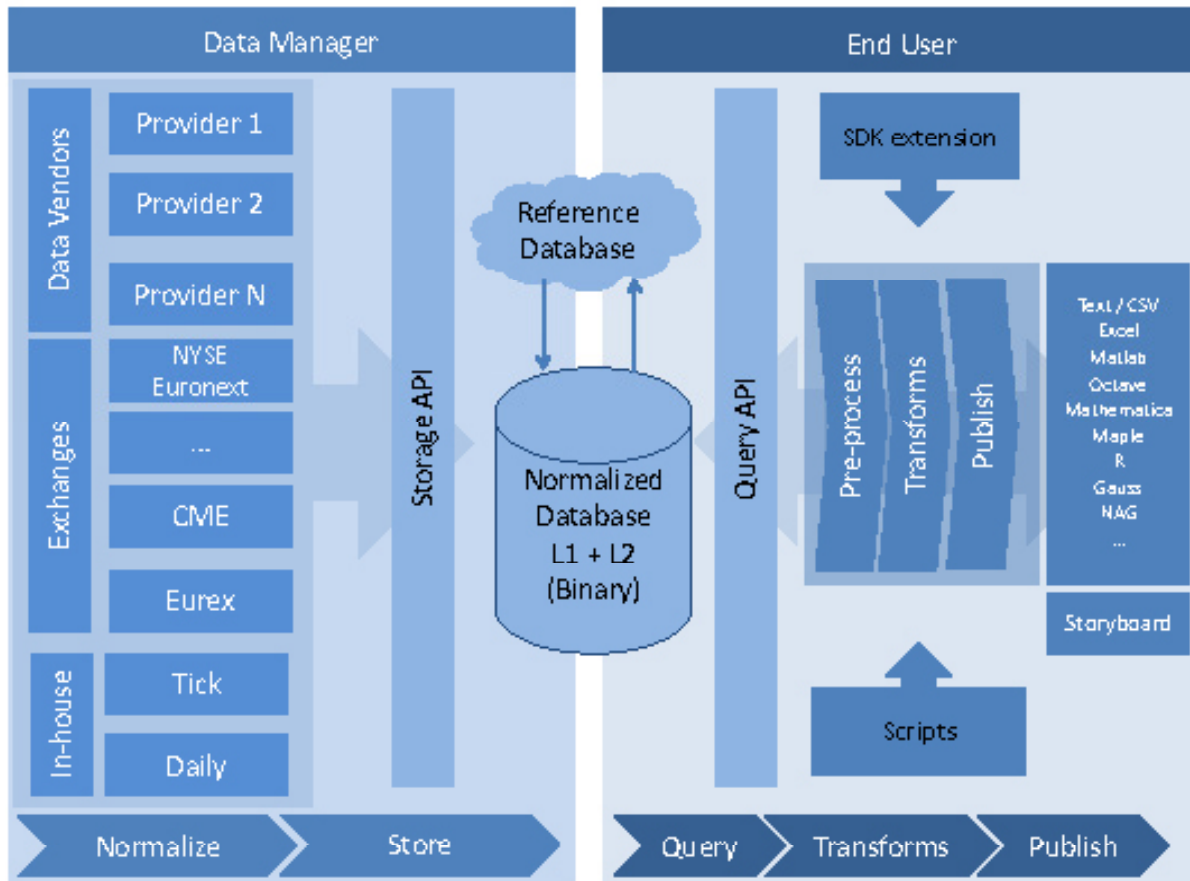 Data Manager
Data Vendors
Provider 1
Provider 2
Provider N
Exchanges
NYSE
Euronext
...
CME
Eurex
In-house
Tick
Daily
Storage API
Normalize
Store
Reference
Database
Normalized
Database
L1 + L2
(Binary)
End User
Query API
SDK extension
Pre-process
Transforms
Publish
Text / CSV
Excel
Matlab
Octave
Mathematica
Maple
R
Gauss
NAG
...
Storyboard
Scripts
Query
Transforms
Publish